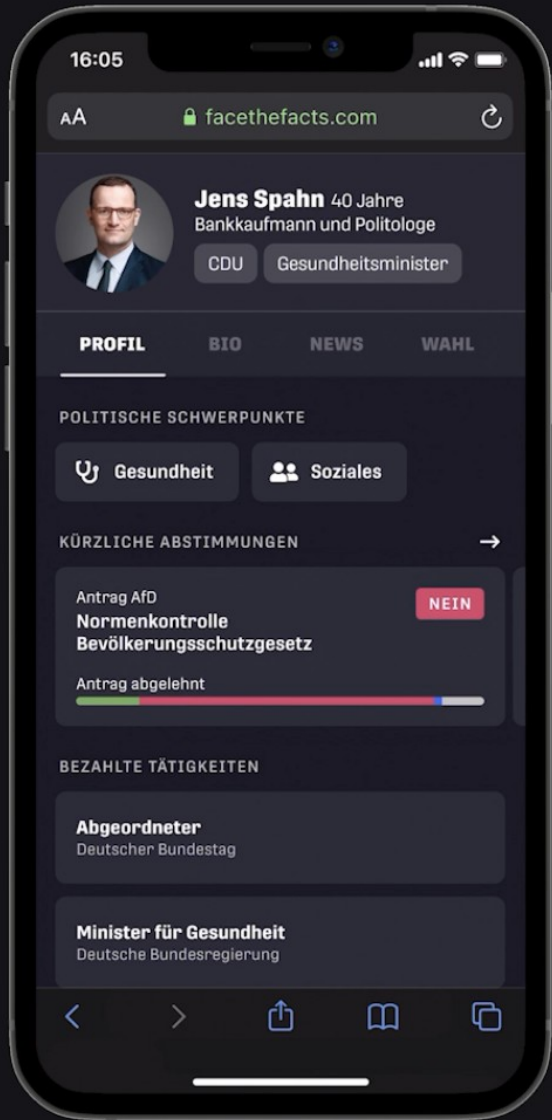 16:05
AA
facethefacts.com
Jens Spahn 40 Jahre
Bankkaufmann und Politologe
CDU
Gesundheitsminister
PROFIL
BIO
NEWS
WAHL
POLITISCHE SCHWERPUNKTE
Gesundheit
Soziales
KÜRZLICHE ABSTIMMUNGEN
Antrag AfD
NEIN
Normenkontrolle
Bevölkerungsschutzgesetz
Antrag abgelehnt
BEZAHLTE TÄTIGKEITEN
Abgeordneter
Deutscher Bundestag
Minister für Gesundheit
Deutsche Bundesregierung